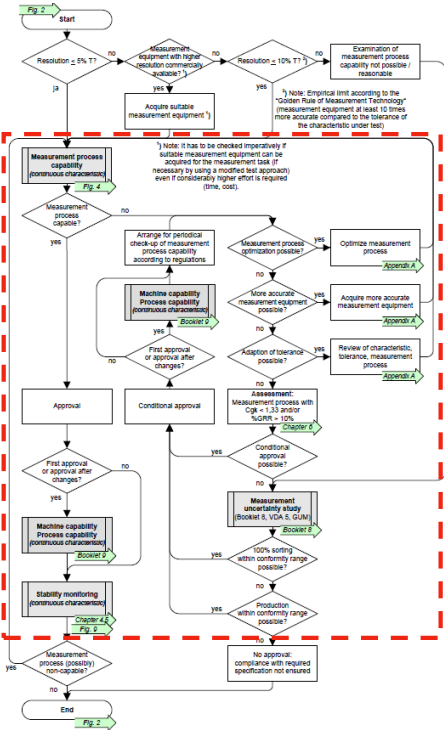 Fig. 2
Start
Resolution ≤ 5% T?
no
Measurement
equipment with higher
resolution commercially
available? ¹)
no
Resolution ≤ 10% T? ²)
no
Examination of
measurement process
capability not possible /
reasonable
ja
yes
yes
Acquire suitable
measurement equipment ¹)
²) Note: Empirical limit according to the
"Golden Rule of Measurement Technology"
(measurement equipment at least 10 times
more accurate compared to the tolerance of
the characteristic under test)
¹) Note: it has to be checked imperatively if
suitable measurement equipment can be
acquired for the measurement task (if
necessary by using a modified test approach)
even if considerably higher effort is required
(time, cost).
Measurement process
capability
(continuous characteristic)
Fig. 4
Measurement
process
capable?
no
yes
Arrange for periodical
check-up of measurement
process capability
according to regulations
Measurement process
optimization possible?
yes
Optimize measurement
process
Appendix A
no
Machine capability
Process capability
(continuous characteristic)
Booklet 9
More accurate
measurement equipment
possible?
yes
Acquire more accurate
measurement equipment
Appendix A
no
yes
First approval
or approval after
changes?
no
Adaption of tolerance
possible?
yes
Review of characteristic,
tolerance, measurement
process
Appendix A
no
Approval
Conditional approval
Assessment:
Measurement process with
Cgk < 1,33 and/or
%GRR > 10%
Chapter 6
Conditional
approval
possible?
yes
no
First approval
or approval after
changes?
no
yes
Measurement
uncertainty study
(Booklet 8, VDA 5, GUM)
Booklet 8
Machine capability
Process capability
(continuous characteristic)
Booklet 9
100% sorting
within conformity range
possible?
yes
no
Stability monitoring
(continuous characteristic)
Chapter 4.5
Fig. 9
Production
within conformity range
possible?
yes
no
Measurement
process (possibly)
non-capable?
yes
no
No approval:
compliance with required
specification not ensured
End
Fig. 2